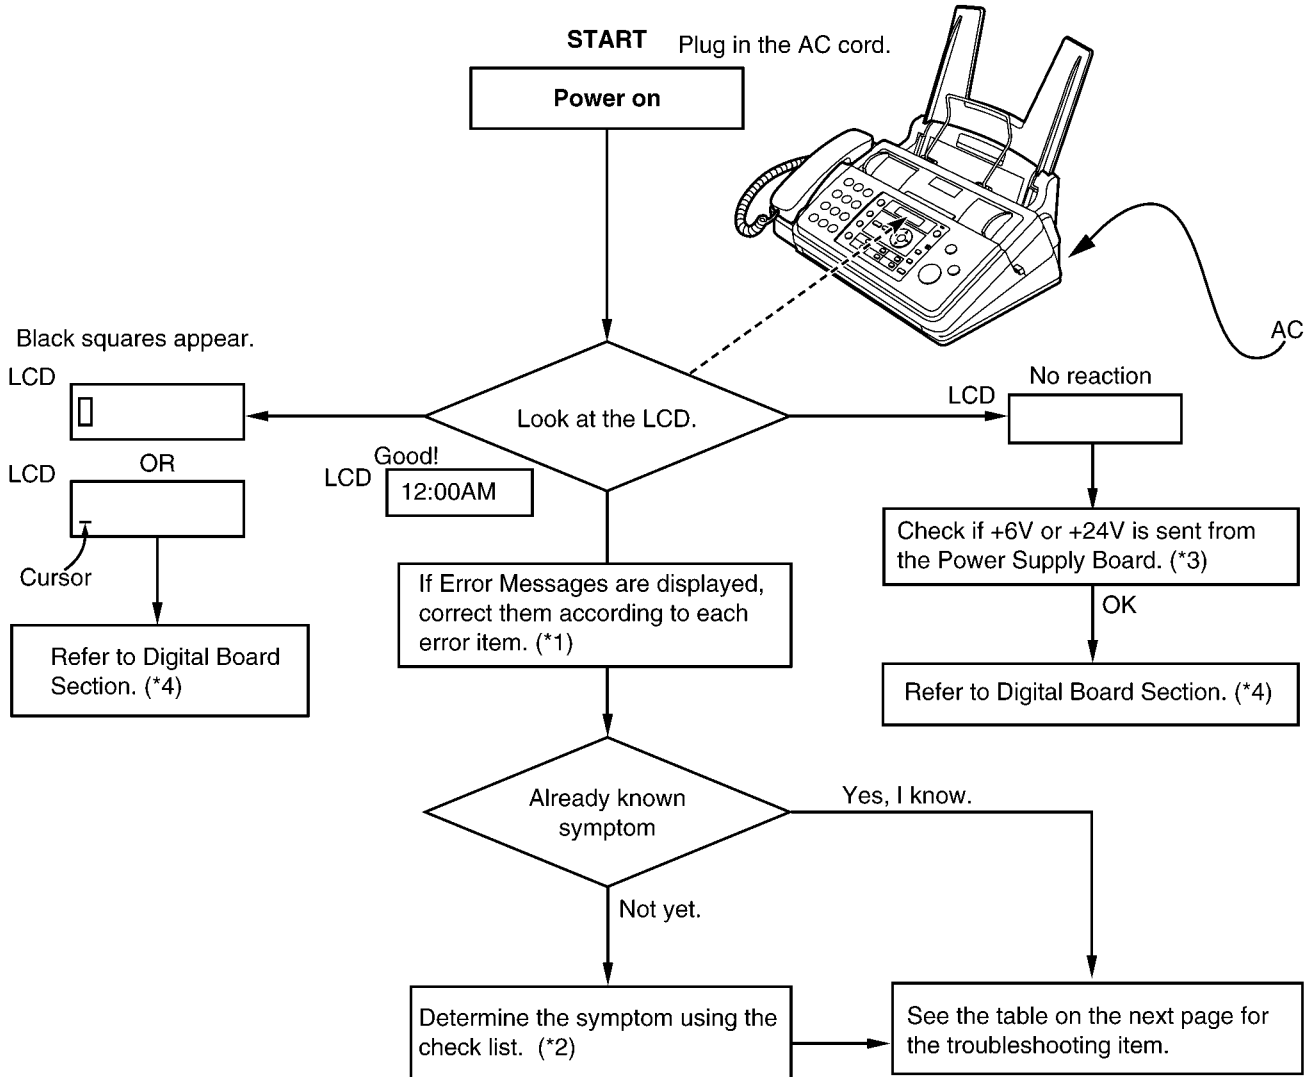 START
Plug in the AC cord.
Power on
AC
Black squares appear.
LCD
OR
LCD
Cursor
Refer to Digital Board
Section. (*4)
Look at the LCD.
Good!
LCD
12:00AM
No reaction
LCD
Check if +6V or +24V is sent from
the Power Supply Board. (*3)
OK
Refer to Digital Board Section. (*4)
If Error Messages are displayed,
correct them according to each
error item. (*1)
Already known
symptom
Yes, I know.
Not yet.
Determine the symptom using the
check list. (*2)
See the table on the next page for
the troubleshooting item.